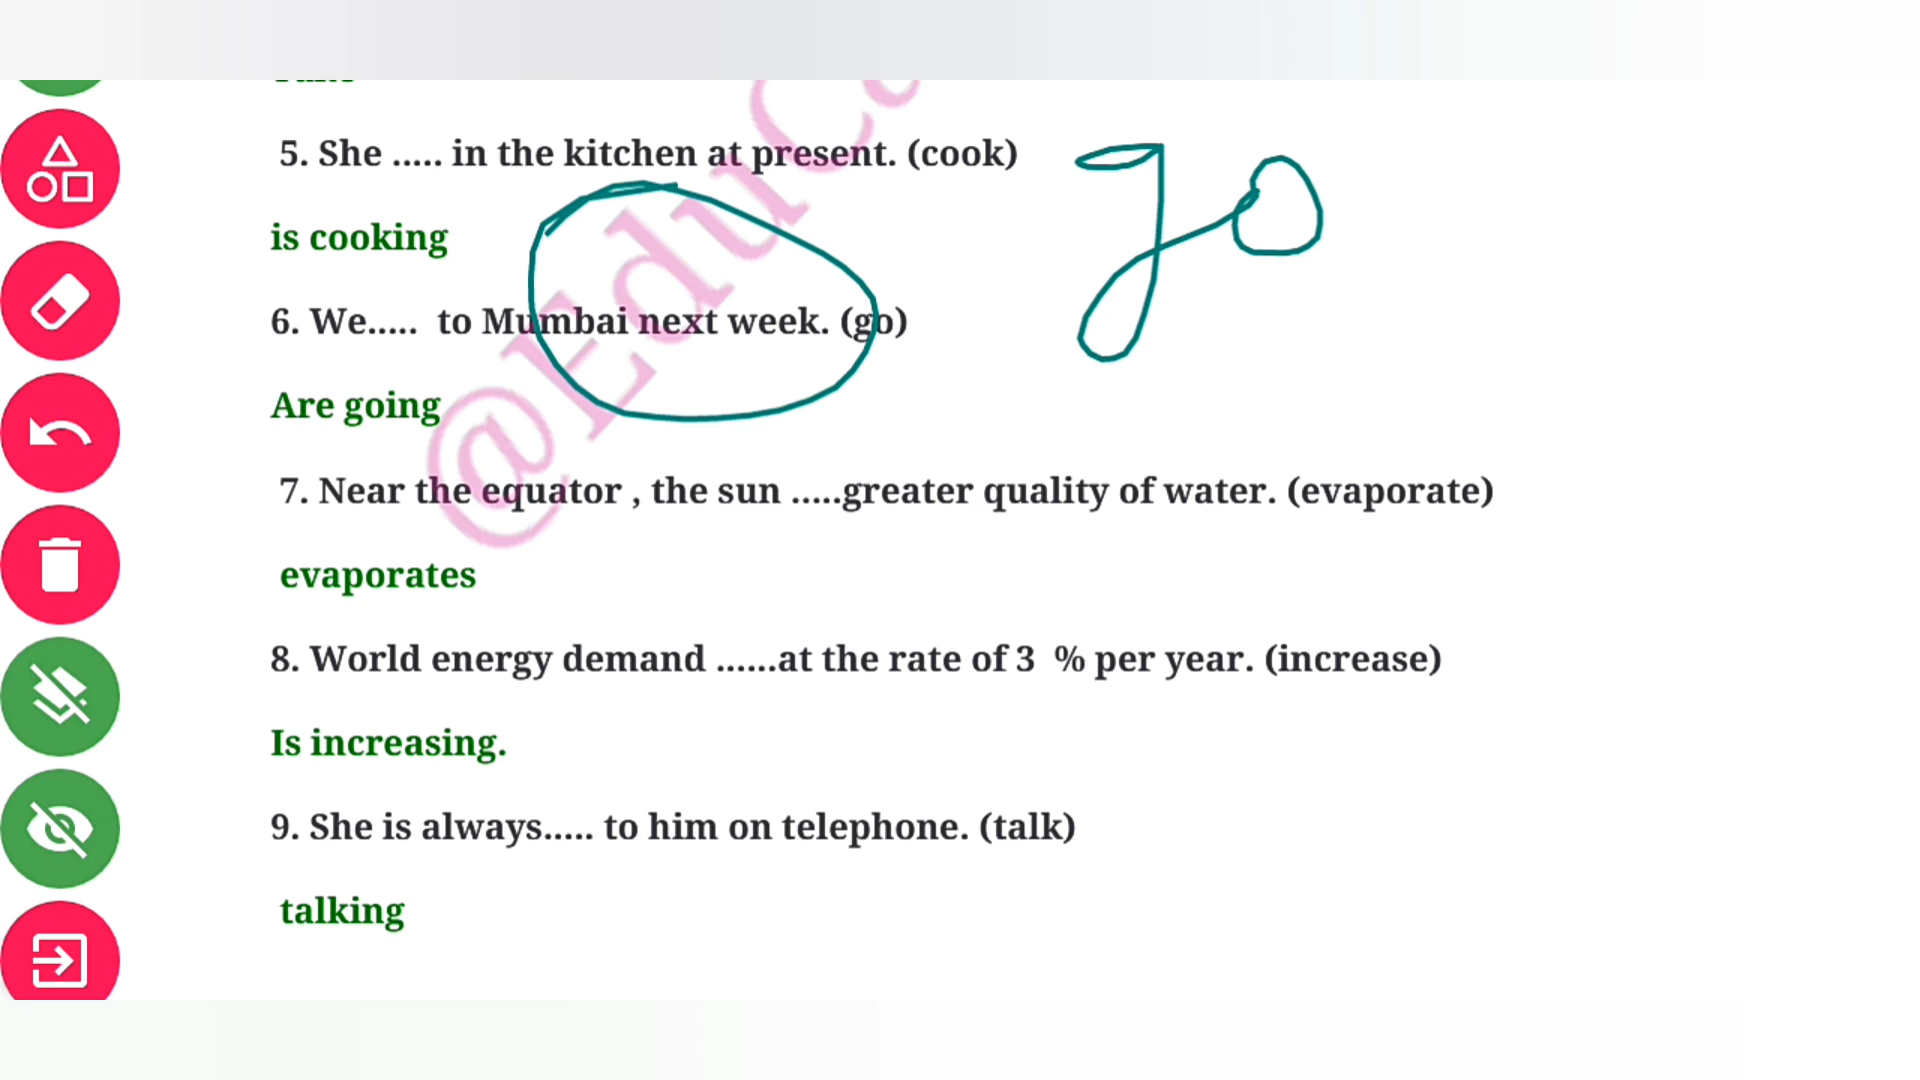 5. She ..... in the kitchen at present. (cook)
go
is cooking
6. We.....  to Mumbai next week. (go)
Are going
7. Near the equator , the sun .....greater quality of water. (evaporate)
evaporates
8. World energy demand ......at the rate of 3  % per year. (increase)
Is increasing.
9. She is always..... to him on telephone. (talk)
talking
@EduCa